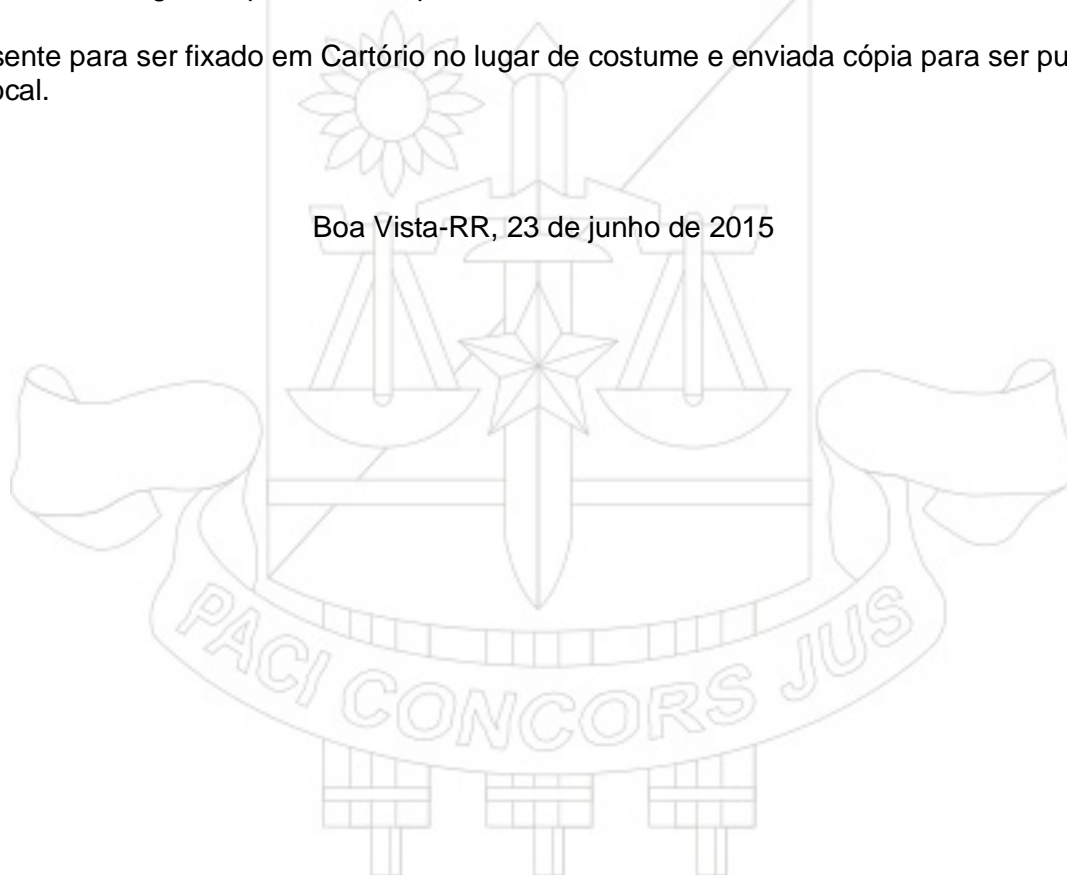 sente para ser fixado em Cartório no lugar de costume e enviada cópia para ser pu
ocal.
Boa Vista-RR, 23 de junho de 2015
PACI CONCORS JUS